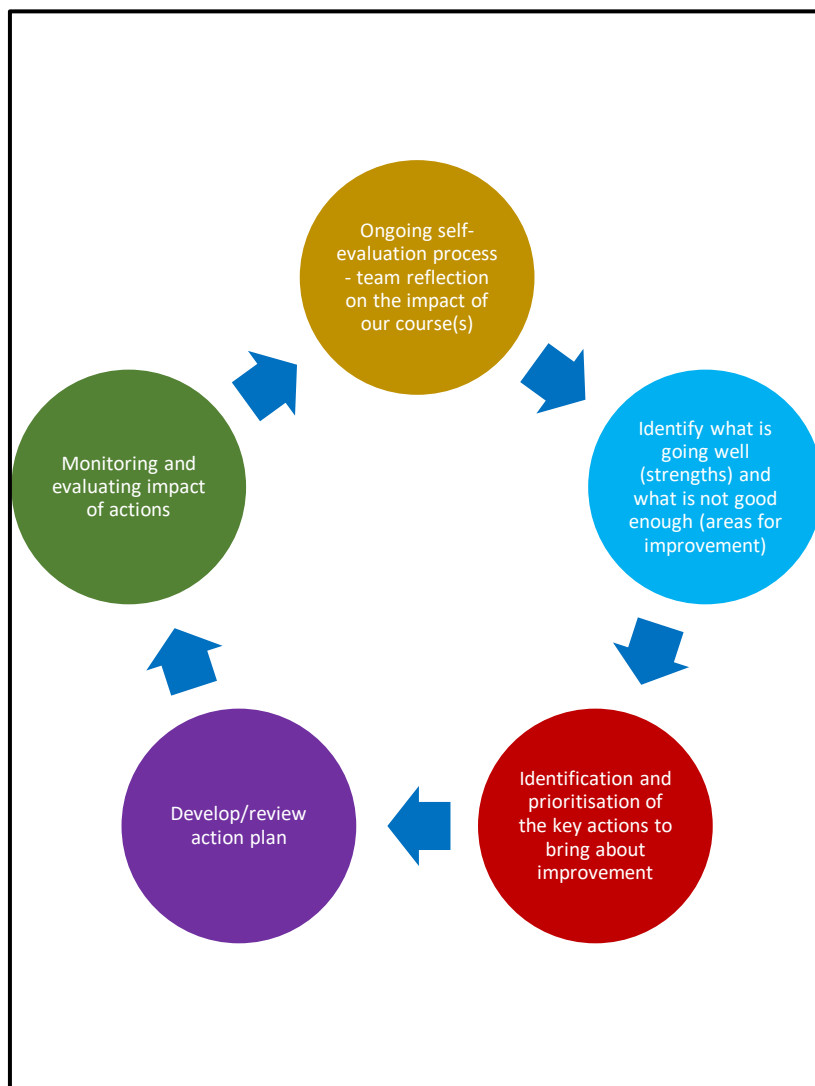 Ongoing self-
evaluation process
- team reflection
on the impact of
our course(s)
Identify what is
going well
(strengths) and
what is not good
enough (areas for
improvement)
Identification and
prioritisation of
the key actions to
bring about
improvement
Develop/review
action plan
Monitoring and
evaluating impact
of actions